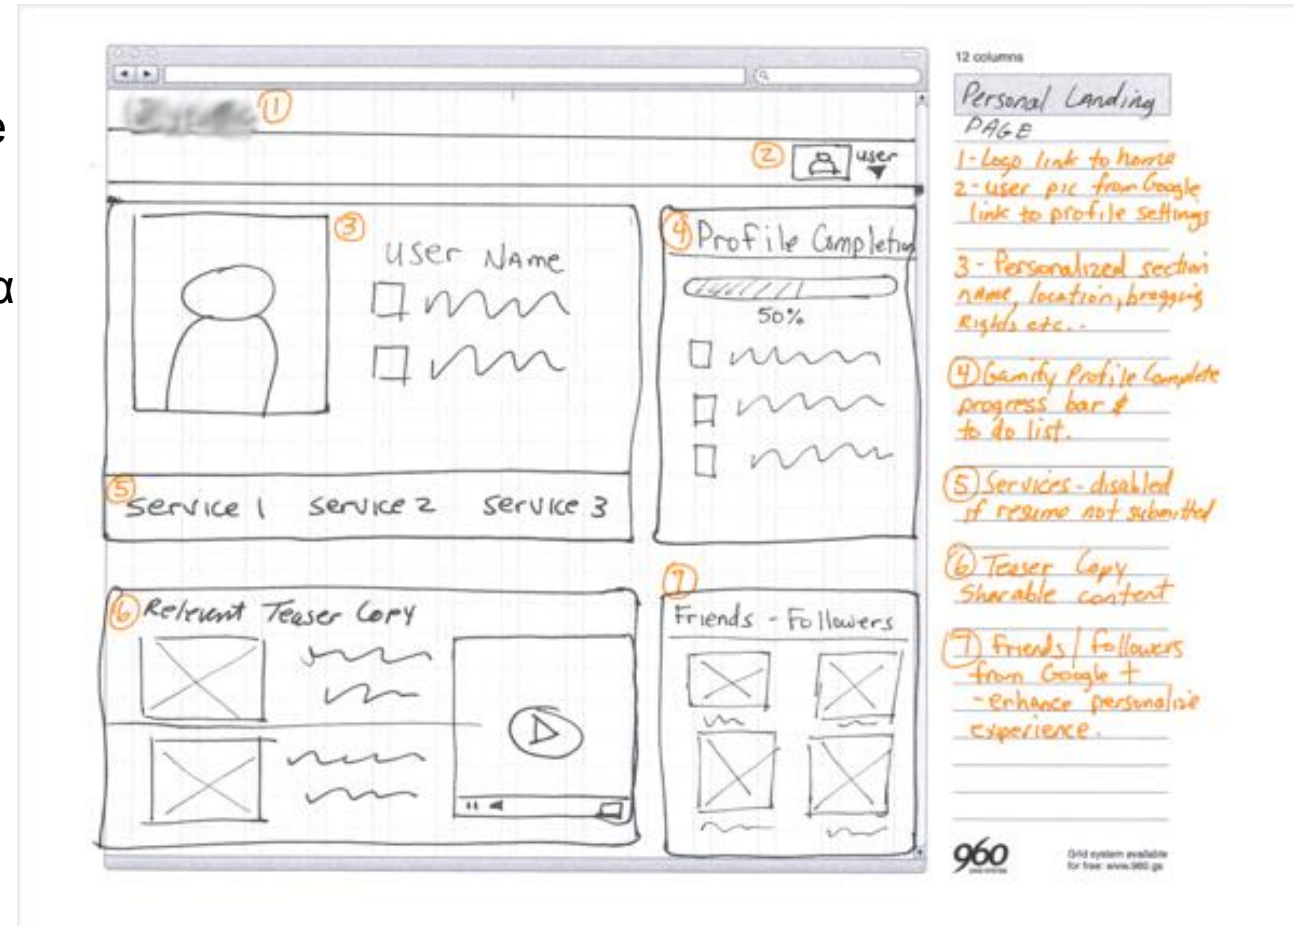 e
α
1
2
user
3
User Name
4 Profile Completion
50%
5
Service 1 Service 2 Service 3
6 Relevent Teaser Copy
7
Friends - Followers
12 columns
Personal Landing
PAGE
1 - Logo link to home
2 - user pic from Google
link to profile settings
3 - Personalized section
name, location, bragging
Rights etc..
4 Gamify Profile Complete
progress bar &
to do list.
5 Services - disabled
if resume not submitted
6 Teaser Copy
Sharable content
7 Friends / followers
from Google +
- enhance personalize
experience.
960
Grid system available
for free: www.960.gs